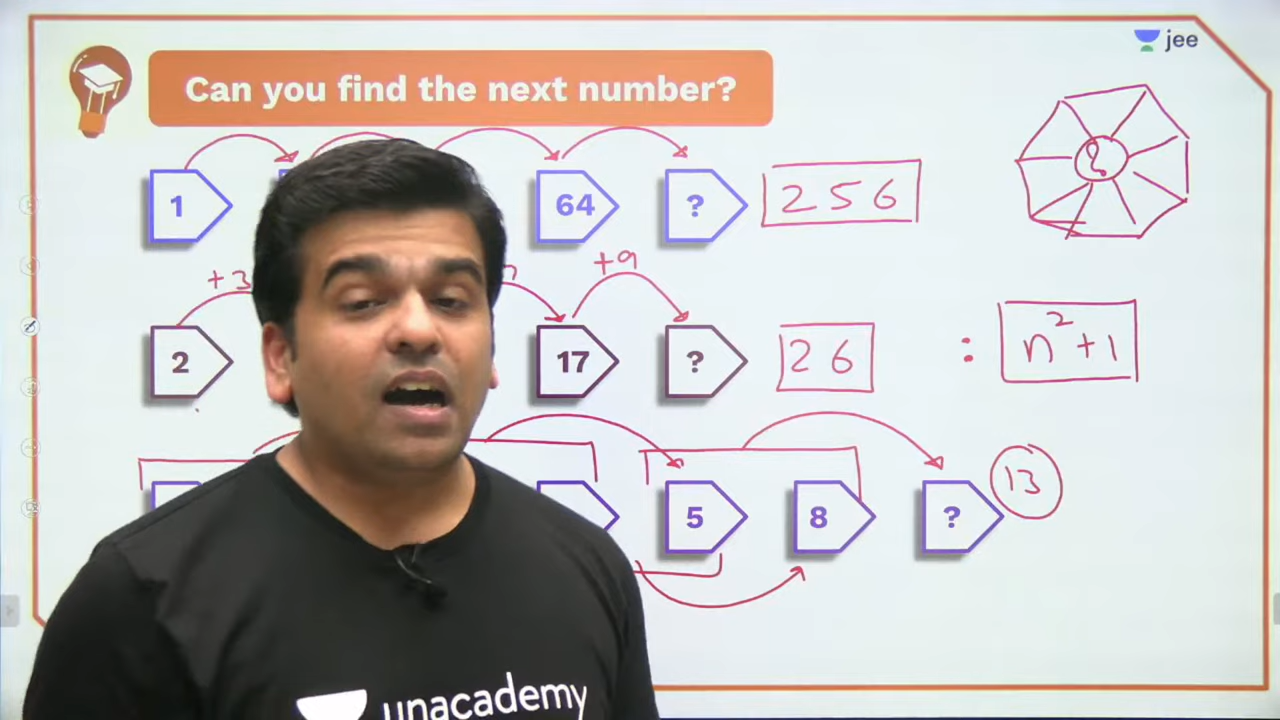 jee
Can you find the next number?
1 64 ? 256
+3 +9
2 17 ? 26 : n²+1
5 8 ? 13
unacademy